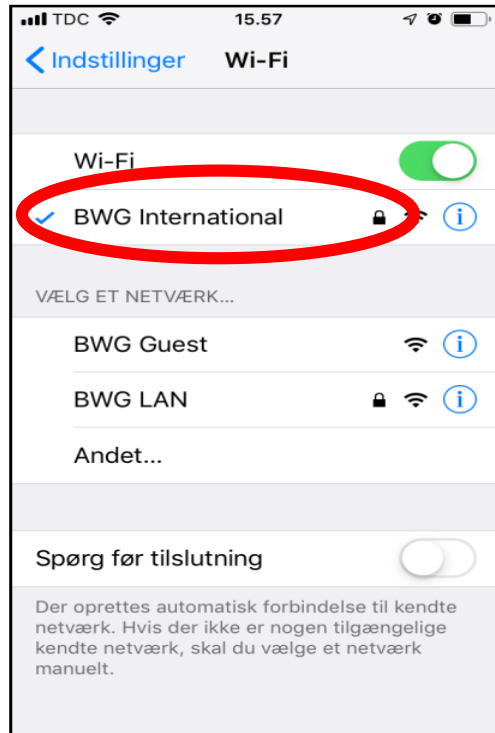 TDC 15.57
Indstillinger Wi-Fi
Wi-Fi
BWG International
VÆLG ET NETVÆRK...
BWG Guest
BWG LAN
Andet...
Spørg før tilslutning
Der oprettes automatisk forbindelse til kendte
netværk. Hvis der ikke er nogen tilgængelige
kendte netværk, skal du vælge et netværk
manuelt.